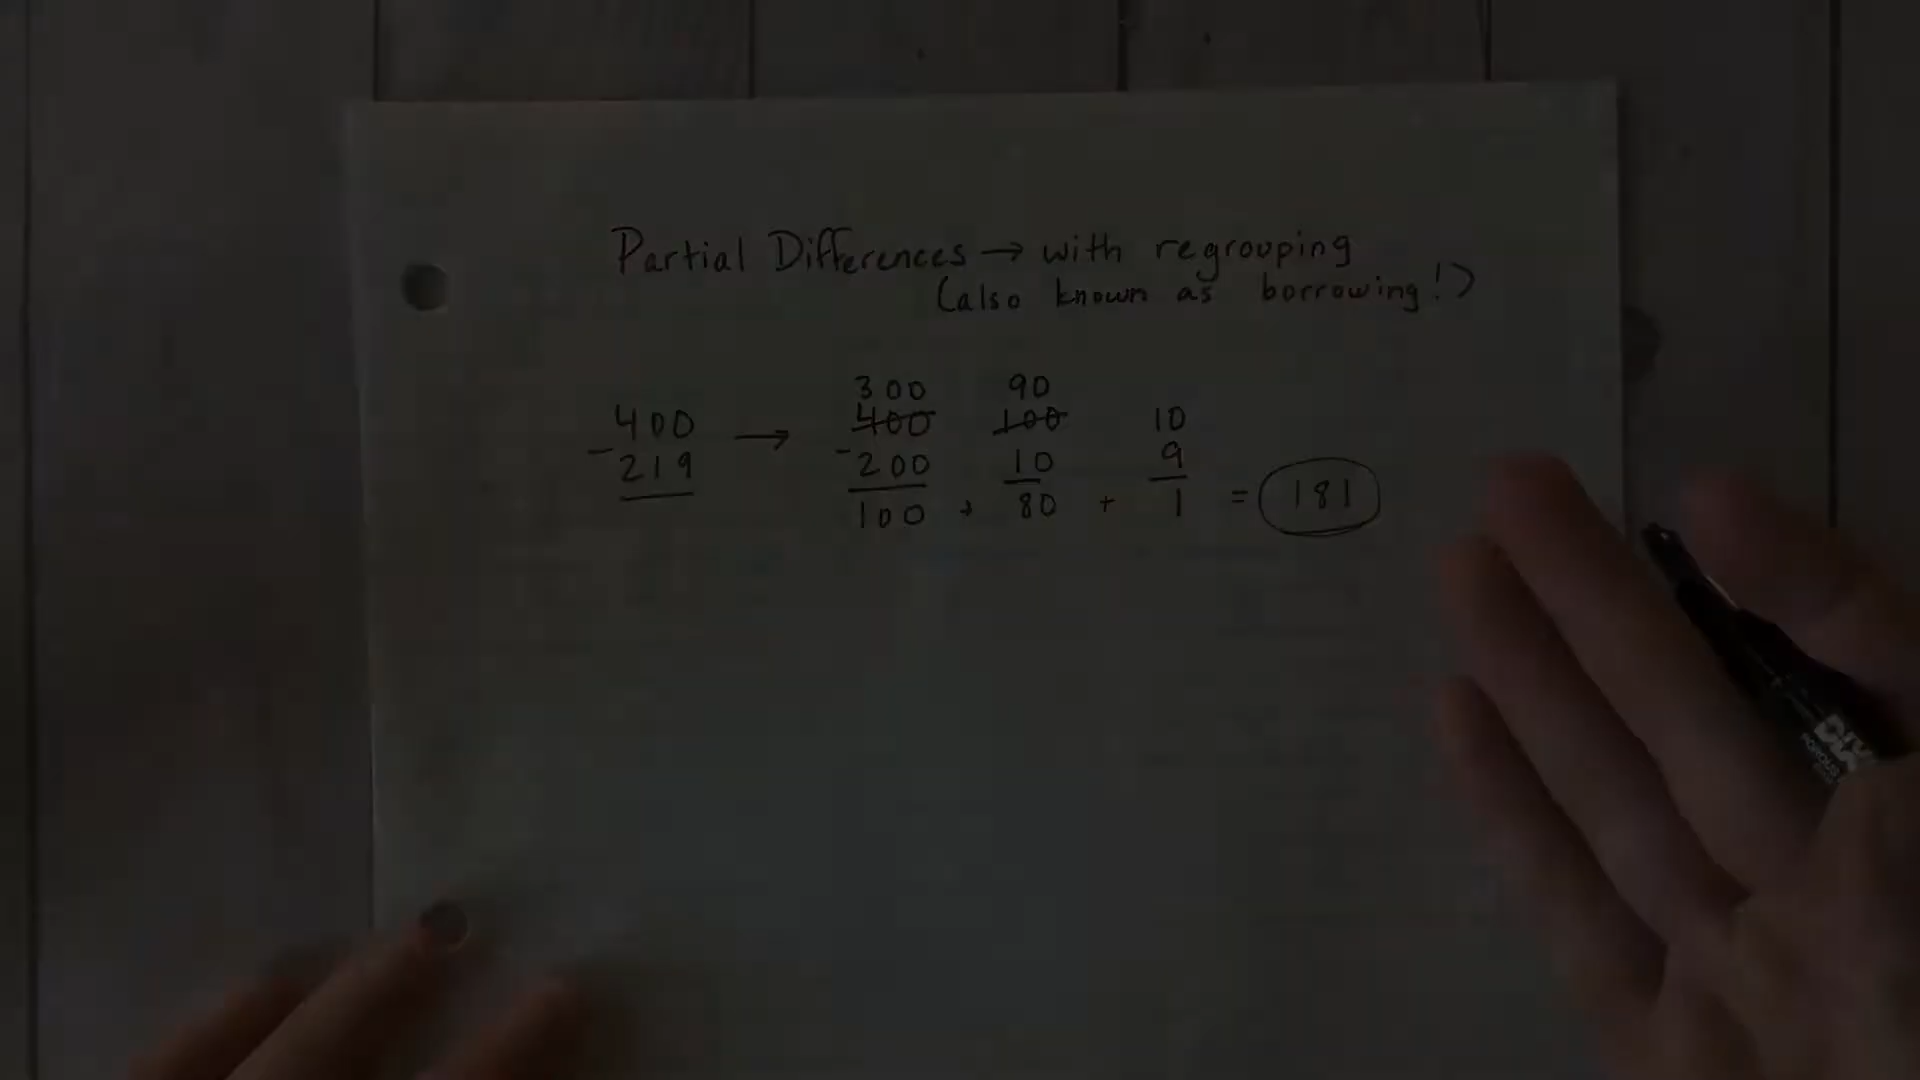 Partial Differences → with regrouping
(also known as borrowing!)
300 90
400 → 400 100 10
- 219 - 200 10 9
100 + 80 + 1 = 181